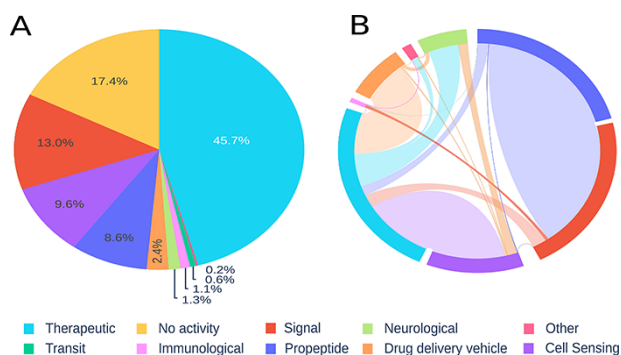 A
B
17.4%
45.7%
13.0%
9.6%
8.6%
2.4%
0.2%
0.6%
1.1%
1.3%
Therapeutic No activity Signal Neurological Other
Transit Immunological Propeptide Drug delivery vehicle Cell Sensing